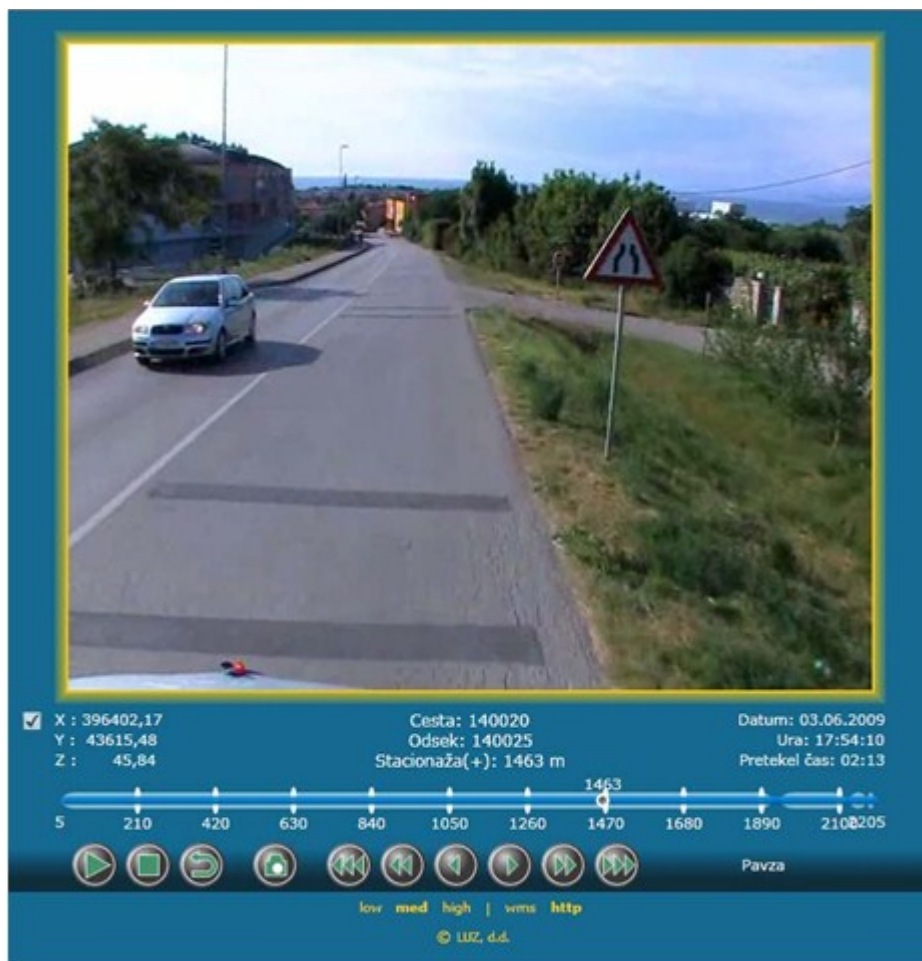 X : 396402,17
Y : 43615,48
Z : 45,84
Cesta: 140020
Odsek: 140025
Stacionaža(+): 1463 m
Datum: 03.06.2009
Ura: 17:54:10
Pretekel čas: 02:13
1463
5 210 420 630 840 1050 1260 1470 1680 1890 2100 2205
Pavza
low med high | wms http
© LUZ, d.d.